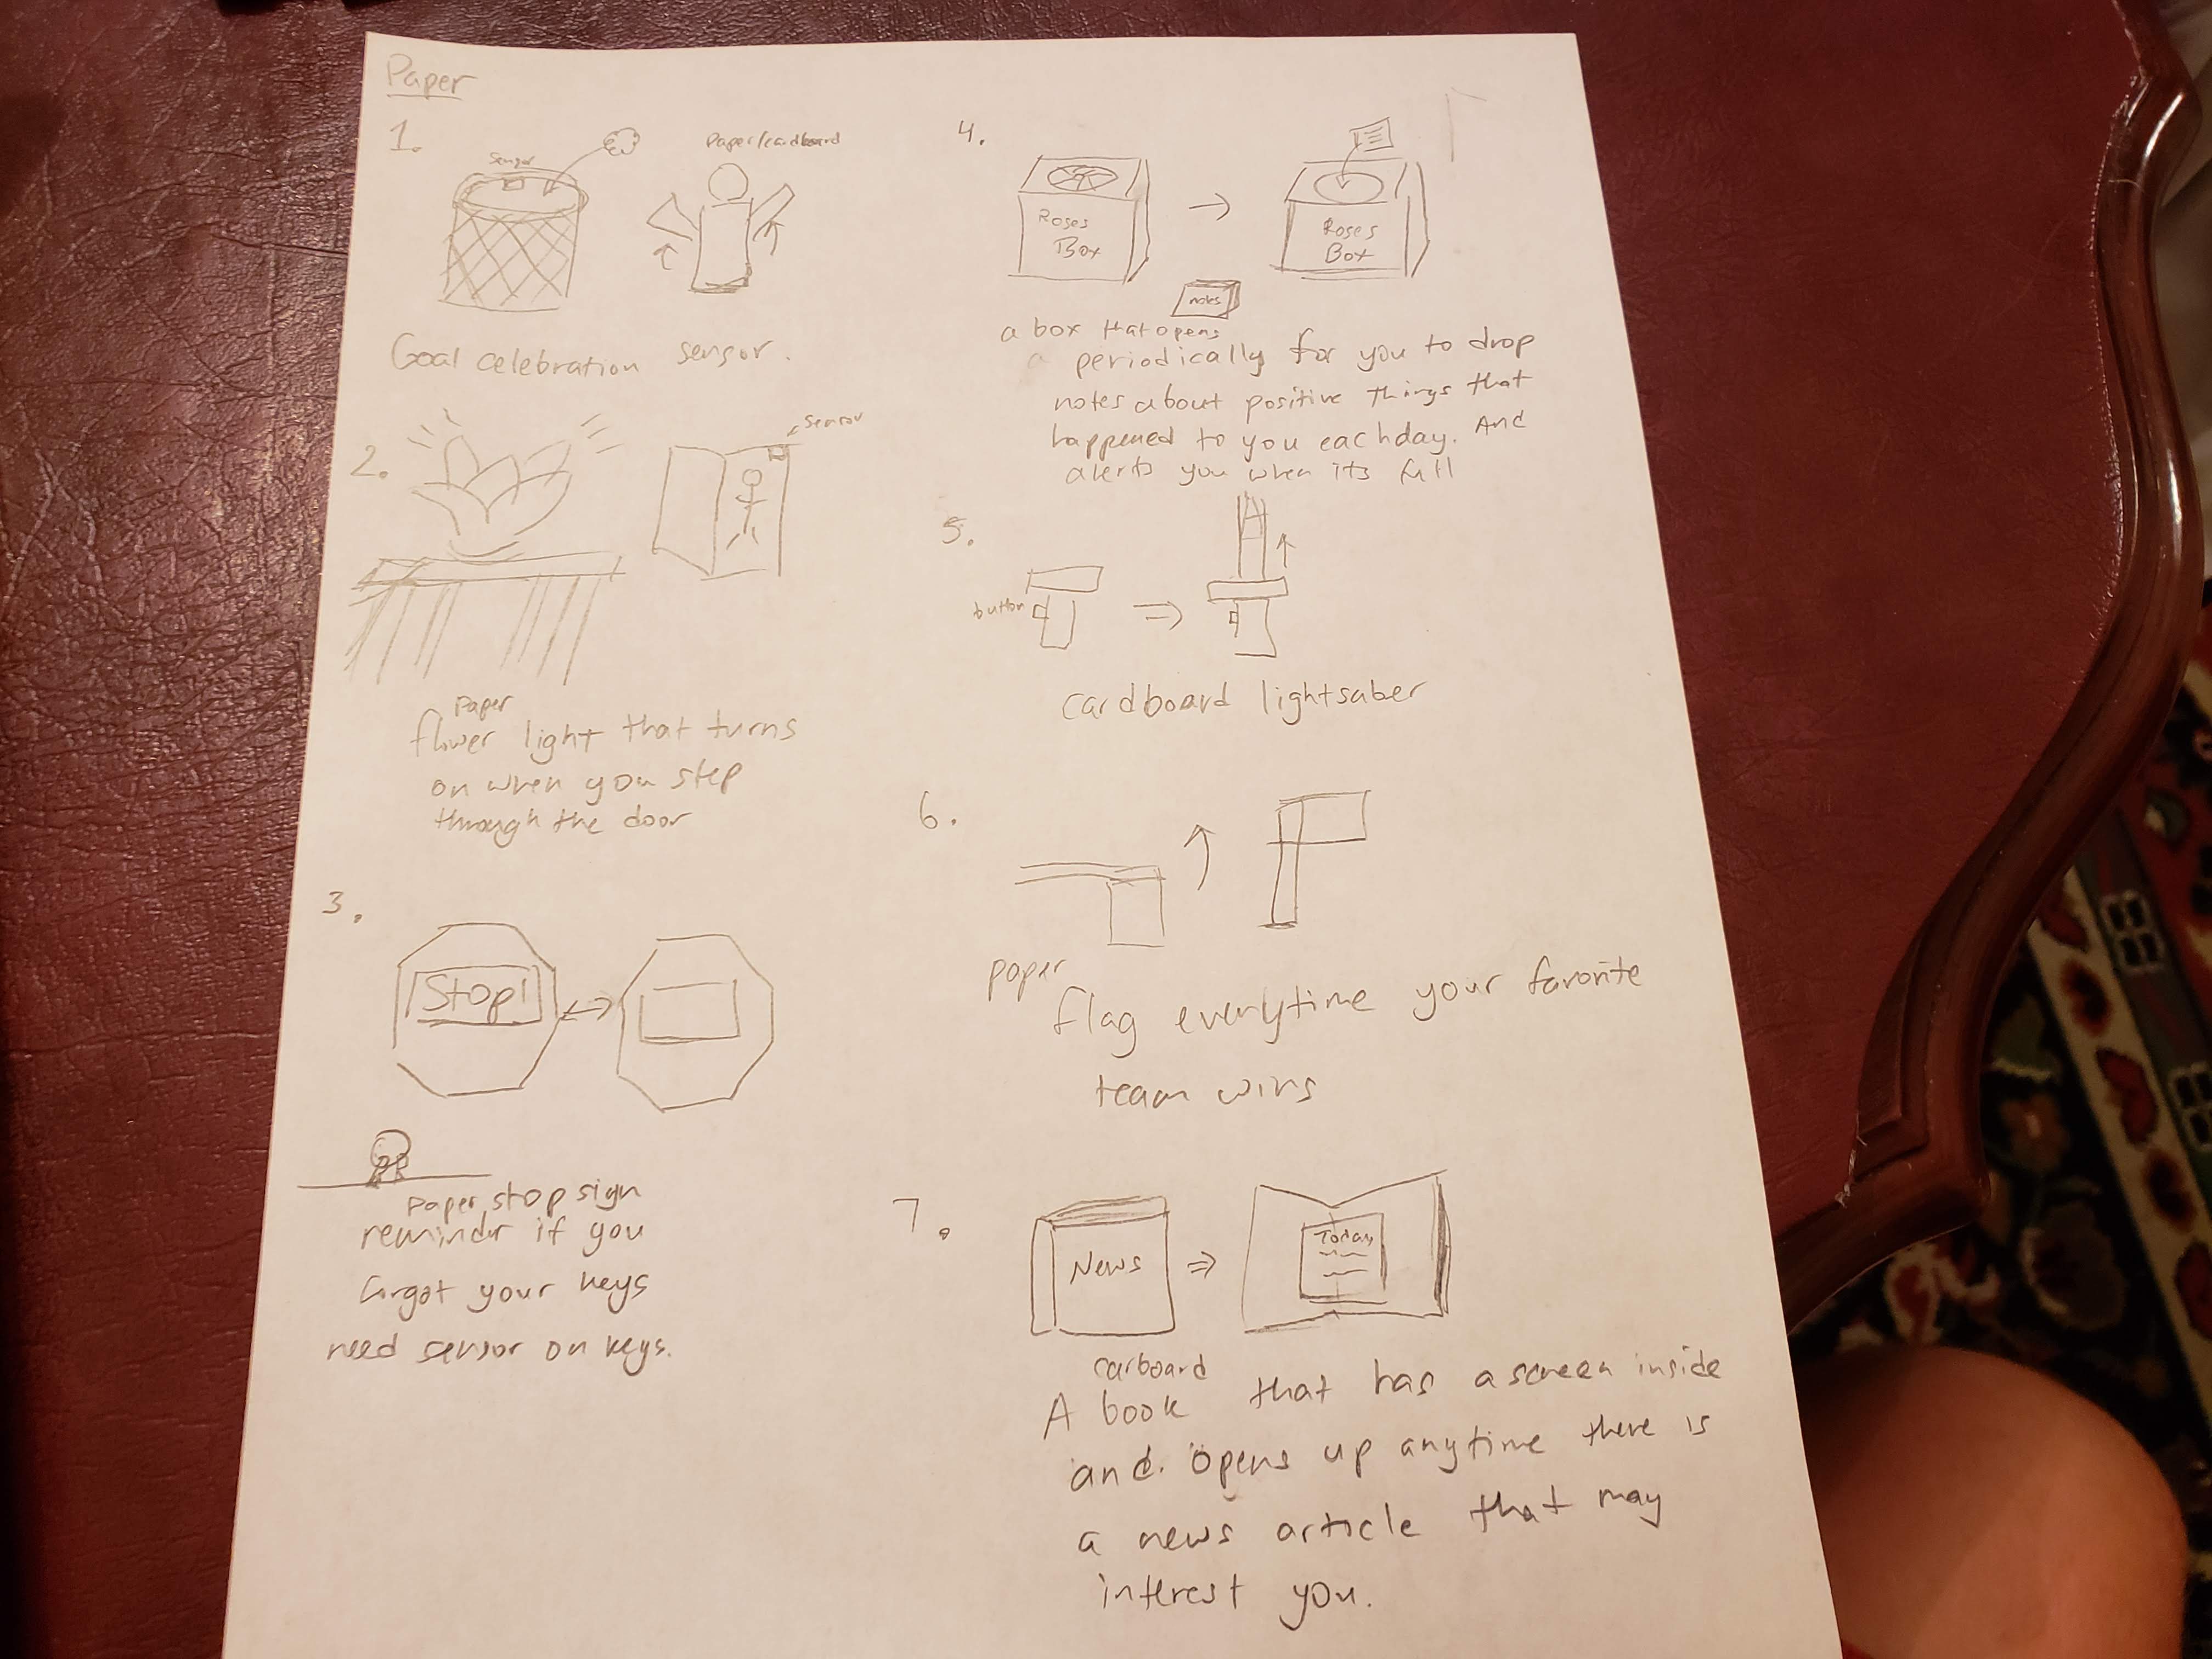 Paper
1.
Sensor
Paper/cardboard
Goal celebration sensor.
2.
sensor
Paper
flower light that turns
on when you step
through the door
3.
Stop!
Paper stop sign
remindr if you
forgot your keys
need sensor on keys.
4.
Roses
Box
Roses
Box
notes
a box that opens
periodically for you to drop
notes about positive things that
happened to you each day. And
alerts you when its full
5.
button
cardboard lightsaber
6.
paper
flag everytime your favorite
team wins
7.
News
Today
carboard
A book that has a screen inside
and. opens up anytime there is
a news article that may
interest you.